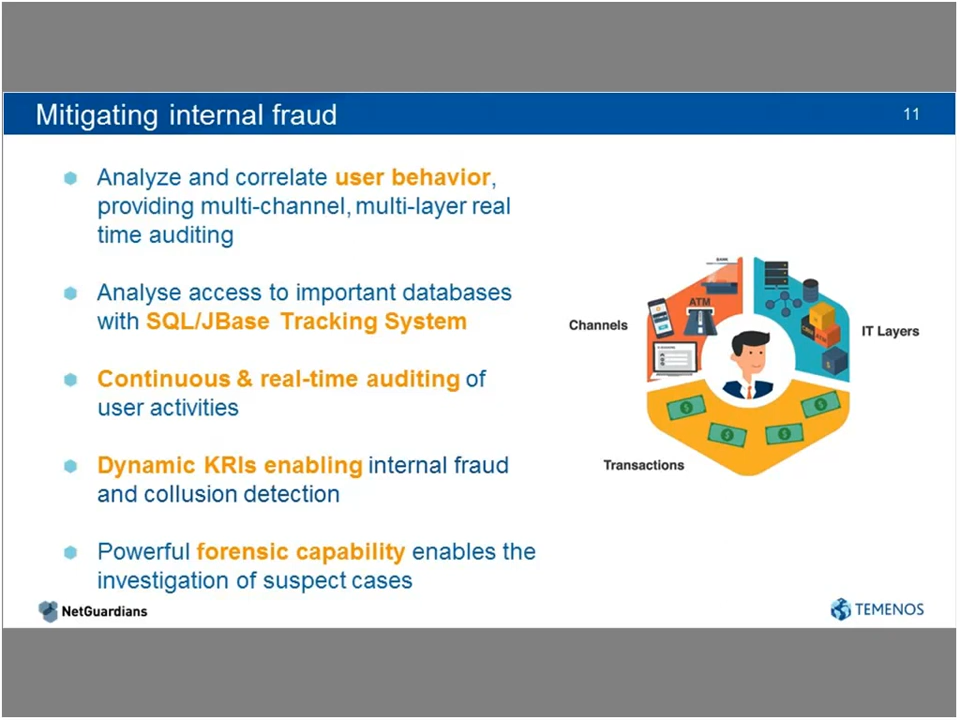 Mitigating internal fraud
11
Analyze and correlate user behavior,
providing multi-channel, multi-layer real
time auditing
Analyse access to important databases
with SQL/JBase Tracking System
Continuous & real-time auditing of
user activities
Dynamic KRIs enabling internal fraud
and collusion detection
Powerful forensic capability enables the
investigation of suspect cases
BANK
ATM
Channels
IT Layers
ATM
Transactions
NetGuardians
TEMENOS